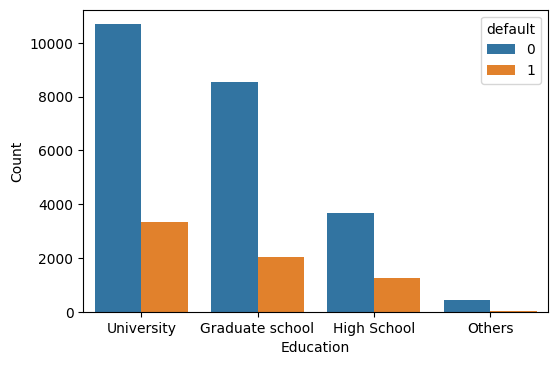 default
0
1
10000
8000
6000
4000
2000
0
Count
University Graduate school High School Others
Education